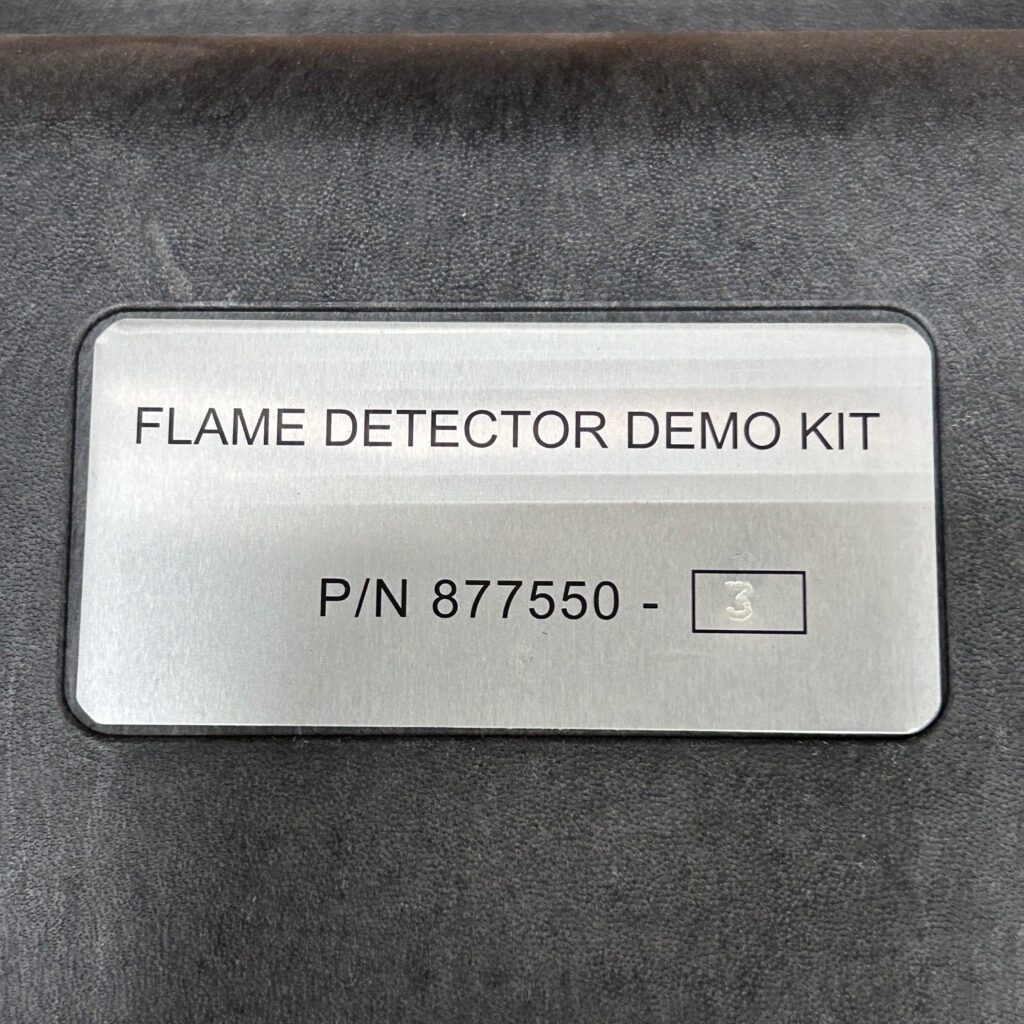 FLAME DETECTOR DEMO KIT
P/N 877550 - 3